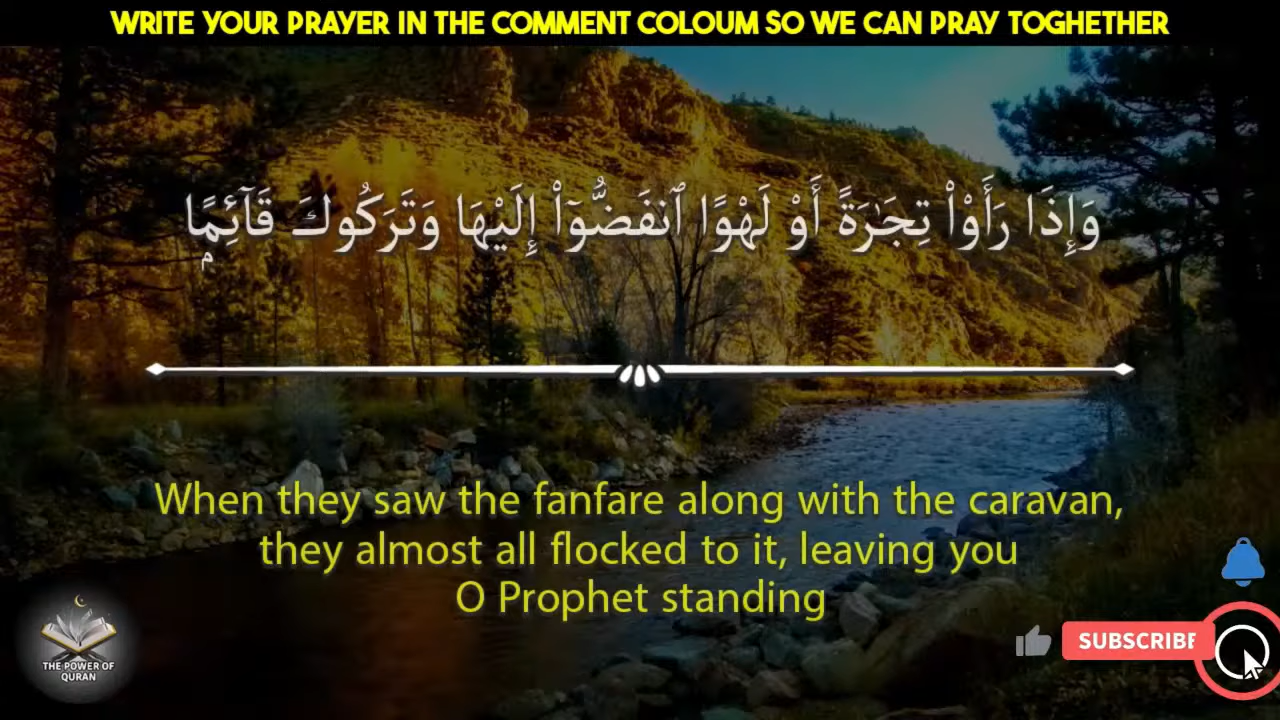 WRITE YOUR PRAYER IN THE COMMENT COLOUM SO WE CAN PRAY TOGHETHER
وَإِذَا رَأَوْا۟ تِجَـٰرَةً أَوْ لَهْوًا ٱنفَضُّوٓا۟ إِلَيْهَا وَتَرَكُوكَ قَآئِمًۭا
When they saw the fanfare along with the caravan,
they almost all flocked to it, leaving you
O Prophet standing
THE POWER OF
QURAN
SUBSCRIBE